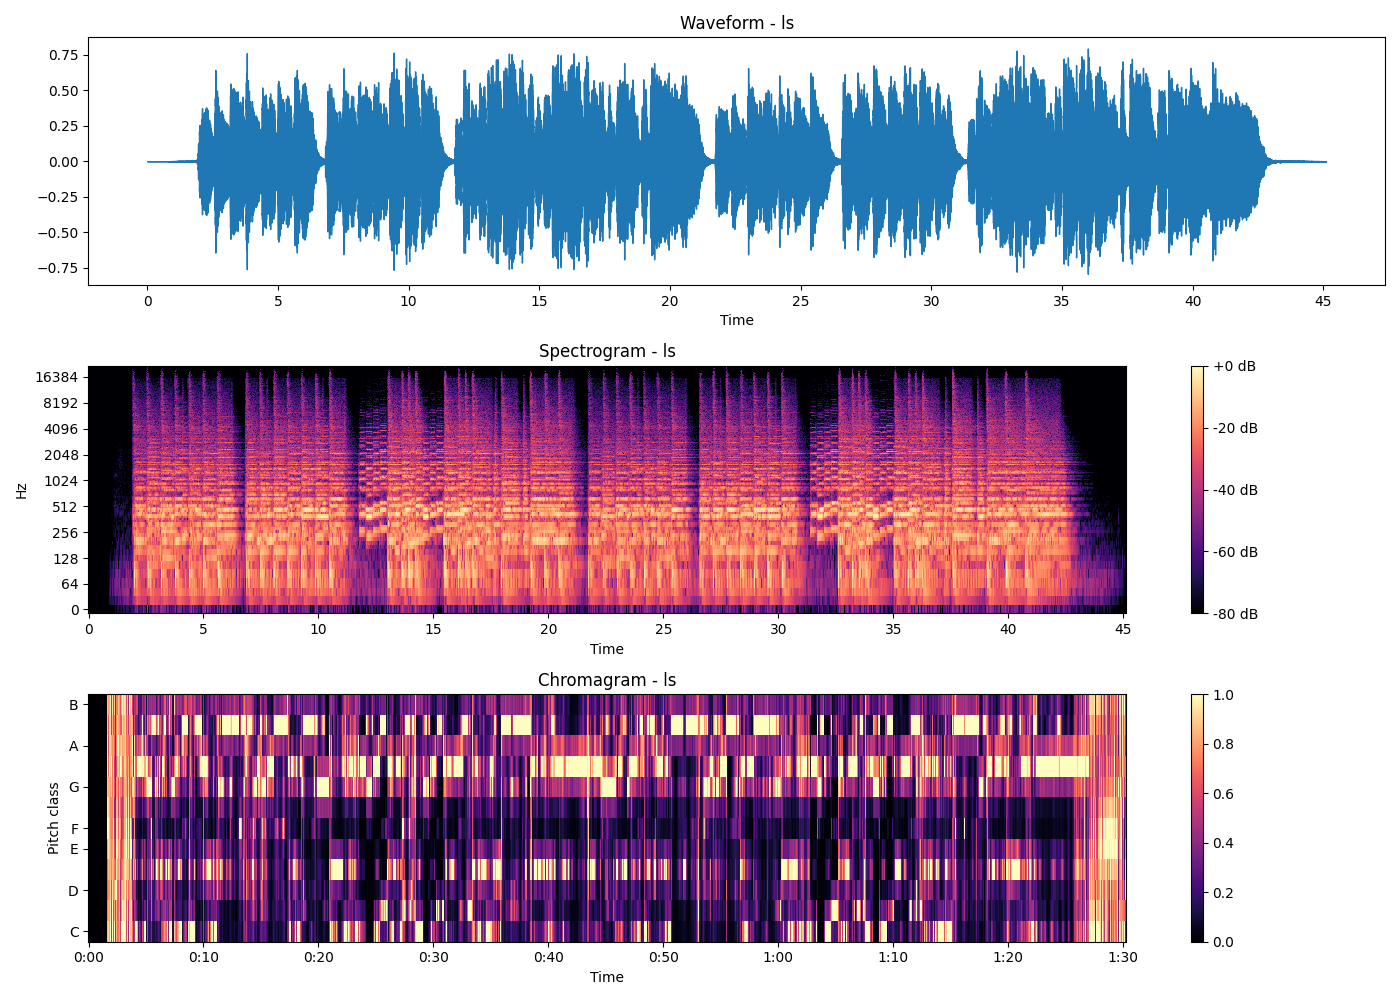 Waveform - ls
0.75
0.50
0.25
0.00
−0.25
−0.50
−0.75
0 5 10 15 20 25 30 35 40 45
Time
Spectrogram - ls
16384
8192
4096
2048
1024
512
256
128
64
0
Hz
0 5 10 15 20 25 30 35 40 45
Time
+0 dB
-20 dB
-40 dB
-60 dB
-80 dB
Chromagram - ls
B
A
G
F
E
D
C
Pitch class
0:00 0:10 0:20 0:30 0:40 0:50 1:00 1:10 1:20 1:30
Time
1.0
0.8
0.6
0.4
0.2
0.0